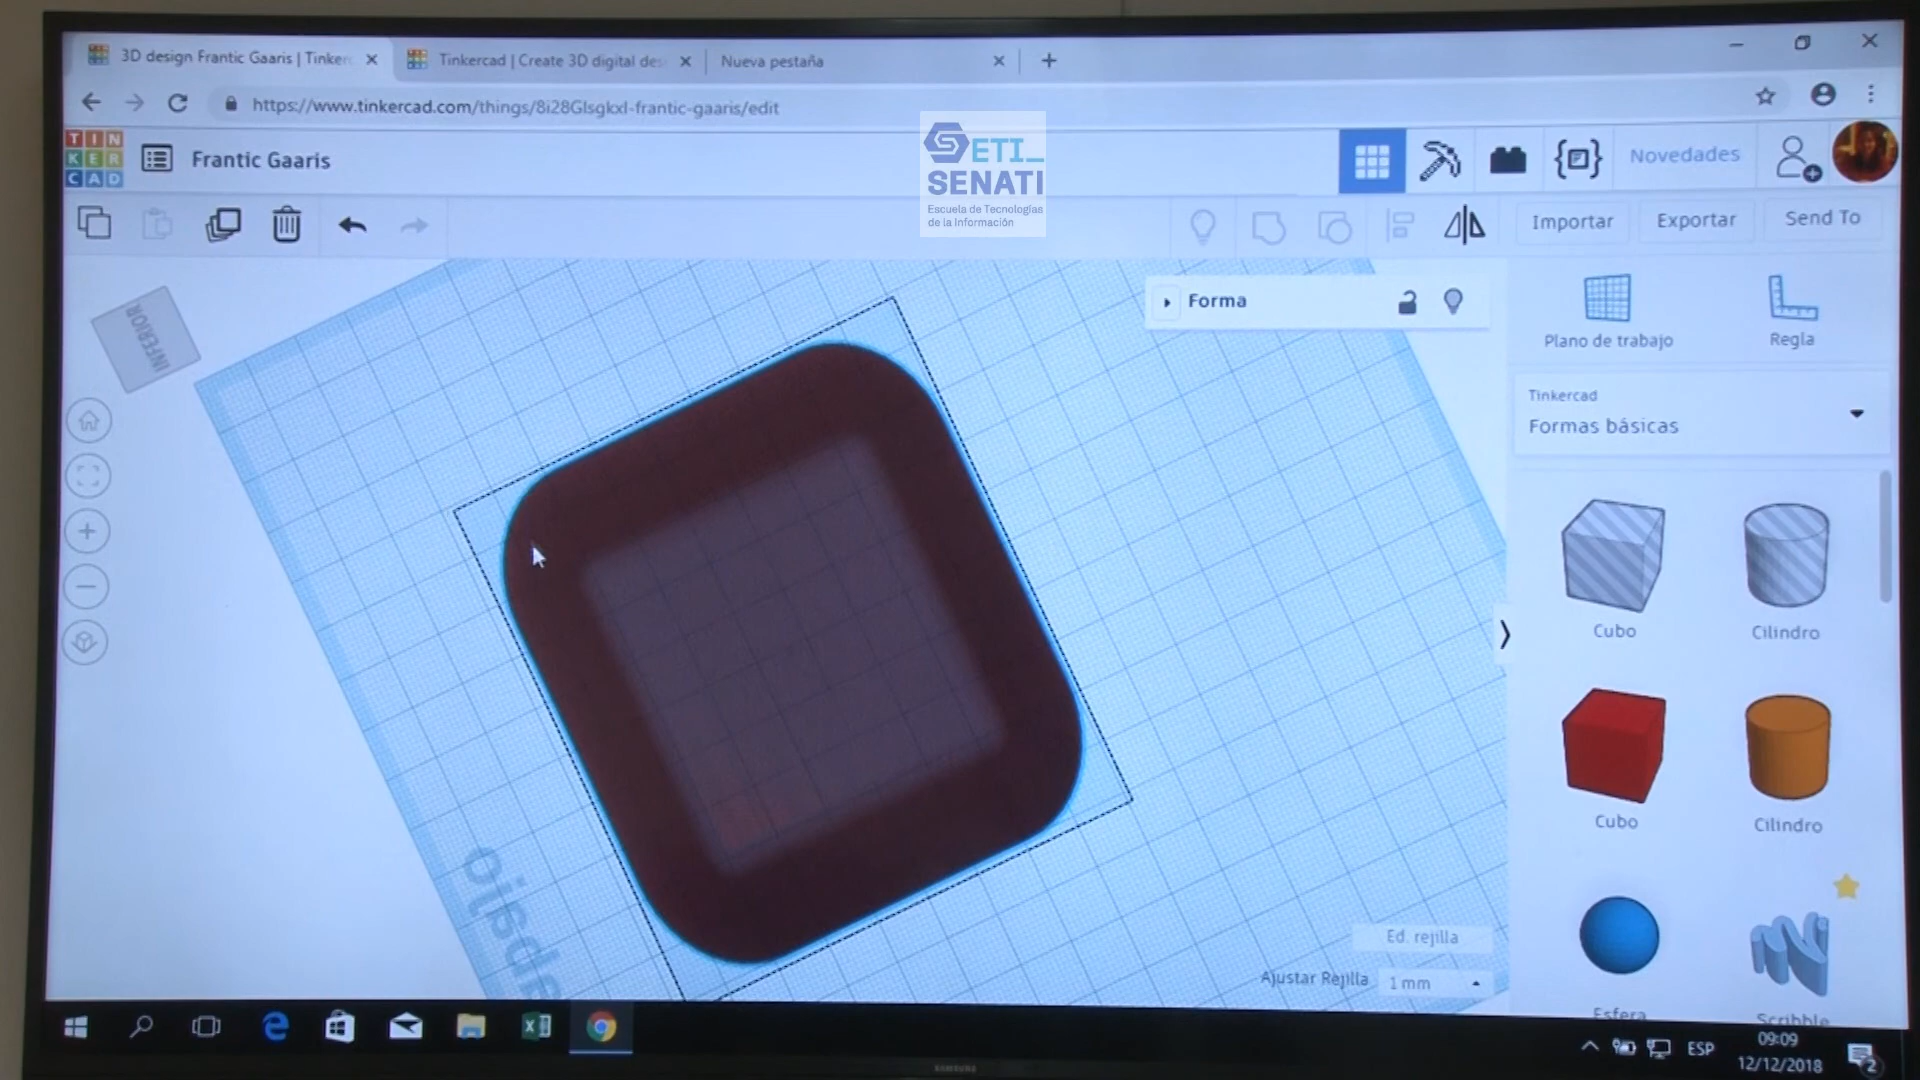 3D design Frantic Gaaris | Tinker
Tinkercad | Create 3D digital des
Nueva pestaña
https://www.tinkercad.com/things/8i28Glsgkxl-frantic-gaaris/edit
TIN
KER
CAD
Frantic Gaaris
Novedades
SETI_
SENATI
Escuela de Tecnologías
de la Información
Importar
Exportar
Send To
INFERIOR
Forma
Plano de trabajo
Regla
Tinkercad
Formas básicas
Cubo
Cilindro
Cubo
Cilindro
Esfera
Scribble
Ed. rejilla
Ajustar Rejilla
1 mm
ESP
09:09
12/12/2018
2
SAMSUNG